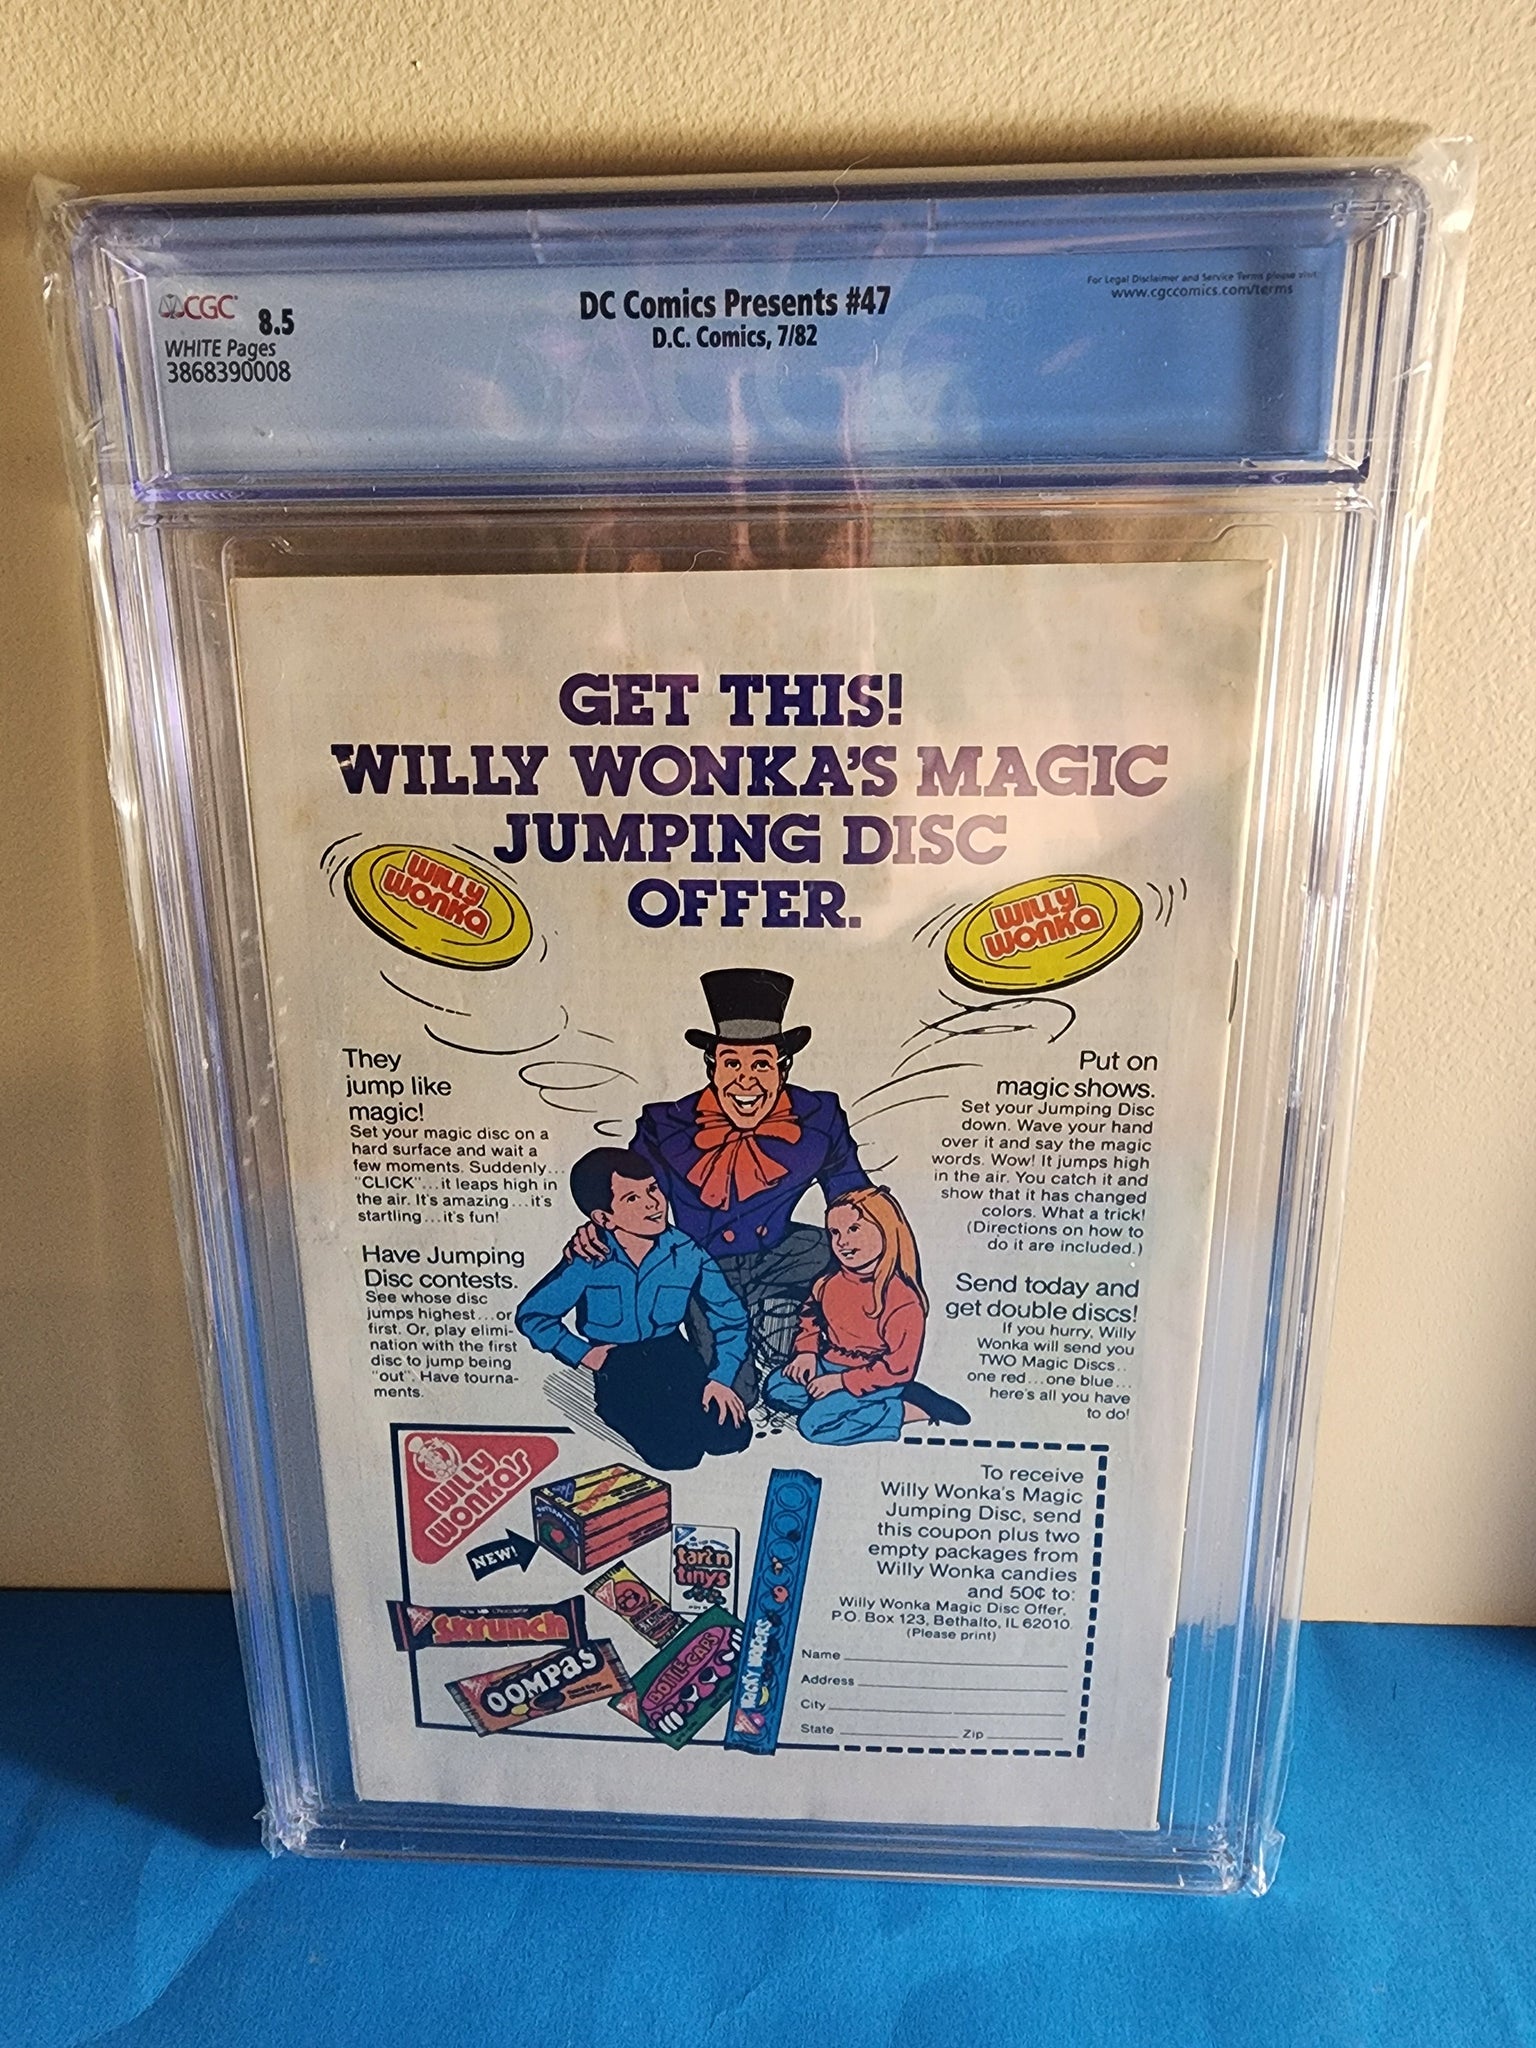 CGC 8.5
WHITE Pages
3868390008
DC Comics Presents #47
D.C. Comics, 7/82
For Legal Disclaimer and Service Terms please visit
www.cgccomics.com/terms
GET THIS!
WILLY WONKA'S MAGIC
JUMPING DISC
OFFER.
WILLY
WONKA
WILLY
WONKA
They
jump like
magic!
Set your magic disc on a
hard surface and wait a
few moments. Suddenly...
"CLICK"...it leaps high in
the air. It's amazing...it's
startling...it's fun!
Have Jumping
Disc contests.
See whose disc
jumps highest...or
first. Or, play elimi-
nation with the first
disc to jump being
"out". Have tourna-
ments.
Put on
magic shows.
Set your Jumping Disc
down. Wave your hand
over it and say the magic
words. Wow! It jumps high
in the air. You catch it and
show that it has changed
colors. What a trick!
(Directions on how to
do it are included.)
Send today and
get double discs!
If you hurry, Willy
Wonka will send you
TWO Magic Discs..
one red...one blue...
here's all you have
to do!
WILLY
WONKA'S
NEW!
tart n
tinys
Skrunch
OOMPAS
BOTTLE CAPS
WACKY WAFERS
To receive
Willy Wonka's Magic
Jumping Disc, send
this coupon plus two
empty packages from
Willy Wonka candies
and 50¢ to:
Willy Wonka Magic Disc Offer,
P.O. Box 123, Bethalto, IL 62010.
(Please print)
Name
Address
City
State Zip